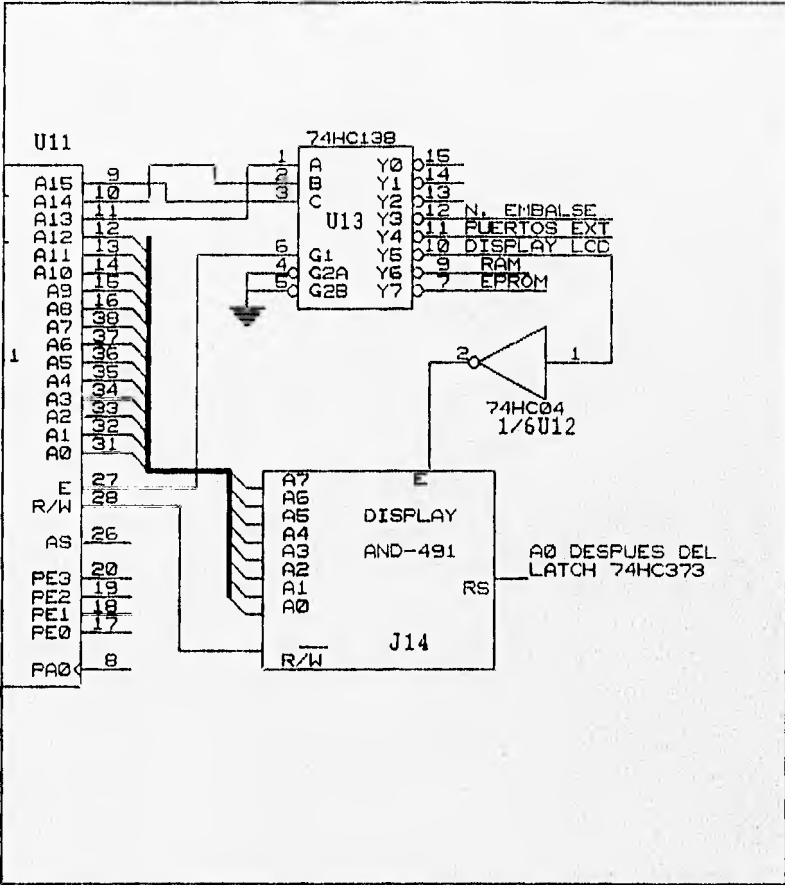 U11
A15 9
A14 10
A13 11
A12 12
A11 13
A10 14
A9 15
A8 16
A7 38
A6 37
A5 36
A4 35
A3 34
A2 33
A1 32
A0 31
E 27
R/W 28
AS 26
PE3 20
PE2 19
PE1 18
PE0 17
PA0 8
1
74HC138
U13
1 A
2 B
3 C
6 G1
4 G2A
5 G2B
Y0 15
Y1 14
Y2 13
Y3 12 N. EMBALSE
Y4 11 PUERTOS EXT
Y5 10 DISPLAY LCD
Y6 9 RAM
Y7 7 EPROM
2 1
74HC04
1/6U12
E
A7
A6
A5
A4
A3
A2
A1
A0
R/W
DISPLAY
AND-491
RS
J14
A0 DESPUES DEL
LATCH 74HC373